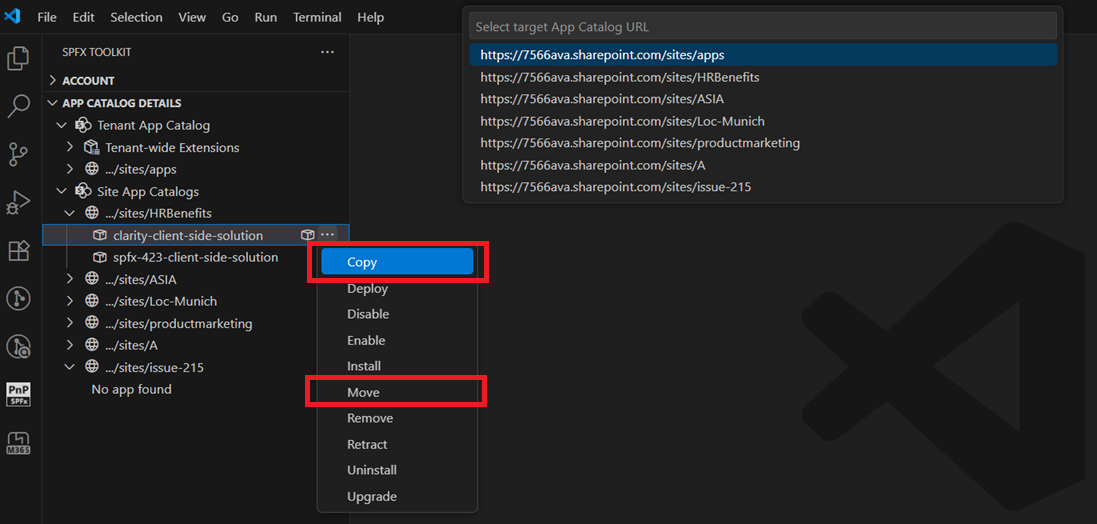 File Edit Selection View Go Run Terminal Help
SPFX TOOLKIT
ACCOUNT
APP CATALOG DETAILS
Tenant App Catalog
Tenant-wide Extensions
.../sites/apps
Site App Catalogs
.../sites/HRBenefits
clarity-client-side-solution
spfx-423-client-side-solution
.../sites/ASIA
.../sites/Loc-Munich
.../sites/productmarketing
.../sites/A
.../sites/issue-215
No app found
PnP
SPFx
M365
Copy
Deploy
Disable
Enable
Install
Move
Remove
Retract
Uninstall
Upgrade
Select target App Catalog URL
https://7566ava.sharepoint.com/sites/apps
https://7566ava.sharepoint.com/sites/HRBenefits
https://7566ava.sharepoint.com/sites/ASIA
https://7566ava.sharepoint.com/sites/Loc-Munich
https://7566ava.sharepoint.com/sites/productmarketing
https://7566ava.sharepoint.com/sites/A
https://7566ava.sharepoint.com/sites/issue-215